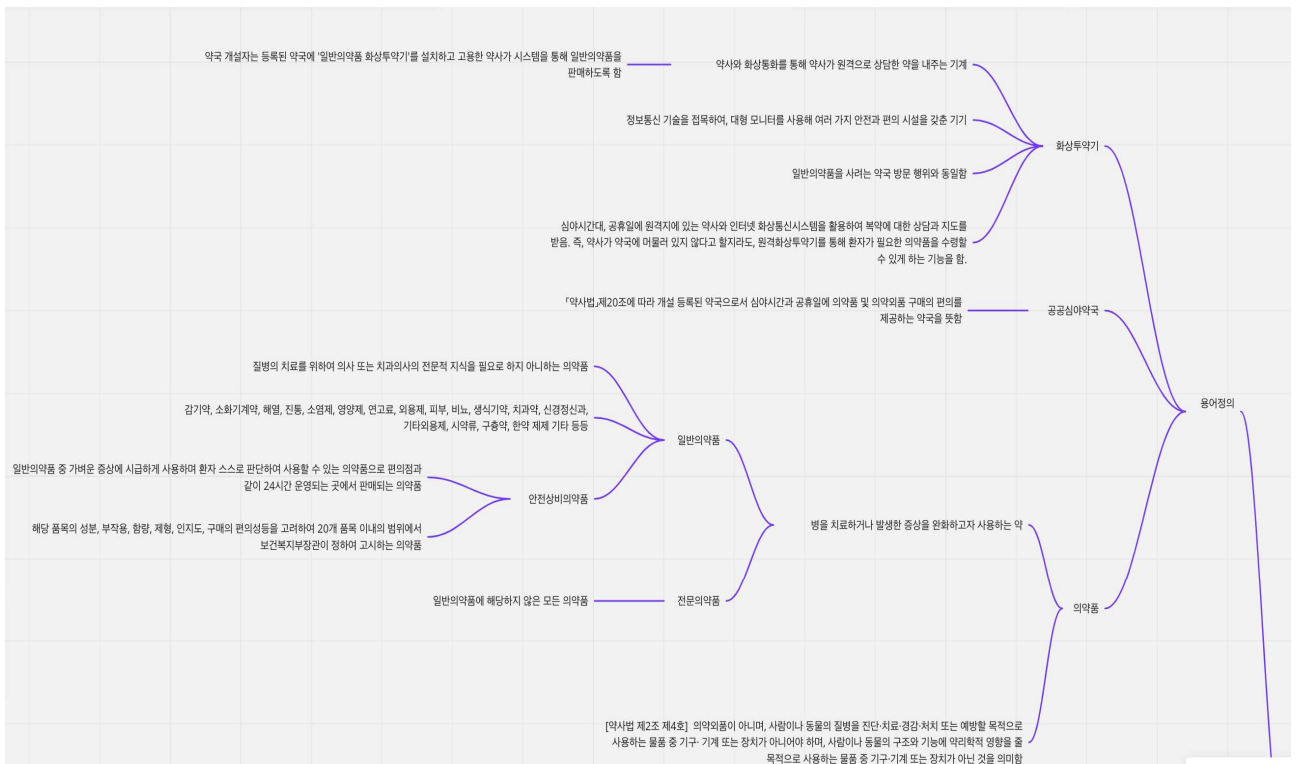 약국 개설자는 등록된 약국에 '일반의약품 화상투약기'를 설치하고 고용한 약사가 시스템을 통해 일반의약품을
판매하도록 함
약사와 화상통화를 통해 약사가 원격으로 상담한 약을 내주는 기계
정보통신 기술을 접목하여, 대형 모니터를 사용해 여러 가지 안전과 편의 시설을 갖춘 기기
화상투약기
일반의약품을 사려는 약국 방문 행위와 동일함
심야시간대, 공휴일에 원격지에 있는 약사와 인터넷 화상통신시스템을 활용하여 복약에 대한 상담과 지도를
받음. 즉, 약사가 약국에 머물러 있지 않다고 할지라도, 원격화상투약기를 통해 환자가 필요한 의약품을 수령할
수 있게 하는 기능을 함.
「약사법」제20조에 따라 개설 등록된 약국으로서 심야시간과 공휴일에 의약품 및 의약외품 구매의 편의를
제공하는 약국을 뜻함
공공심야약국
용어정의
질병의 치료를 위하여 의사 또는 치과의사의 전문적 지식을 필요로 하지 아니하는 의약품
감기약, 소화기계약, 해열, 진통, 소염제, 영양제, 연고료, 외용제, 피부, 비뇨, 생식기약, 치과약, 신경정신과,
기타외용제, 시약류, 구충약, 한약 제제 기타 등등
일반의약품
일반의약품 중 가벼운 증상에 시급하게 사용하며 환자 스스로 판단하여 사용할 수 있는 의약품으로 편의점과
같이 24시간 운영되는 곳에서 판매되는 의약품
안전상비의약품
해당 품목의 성분, 부작용, 함량, 제형, 인지도, 구매의 편의성등을 고려하여 20개 품목 이내의 범위에서
보건복지부장관이 정하여 고시하는 의약품
병을 치료하거나 발생한 증상을 완화하고자 사용하는 약
일반의약품에 해당하지 않은 모든 의약품
전문의약품
의약품
[약사법 제2조 제4호] 의약외품이 아니며, 사람이나 동물의 질병을 진단·치료·경감·처치 또는 예방할 목적으로
사용하는 물품 중 기구· 기계 또는 장치가 아니어야 하며, 사람이나 동물의 구조와 기능에 약리학적 영향을 줄
목적으로 사용하는 물품 중 기구·기계 또는 장치가 아닌 것을 의미함